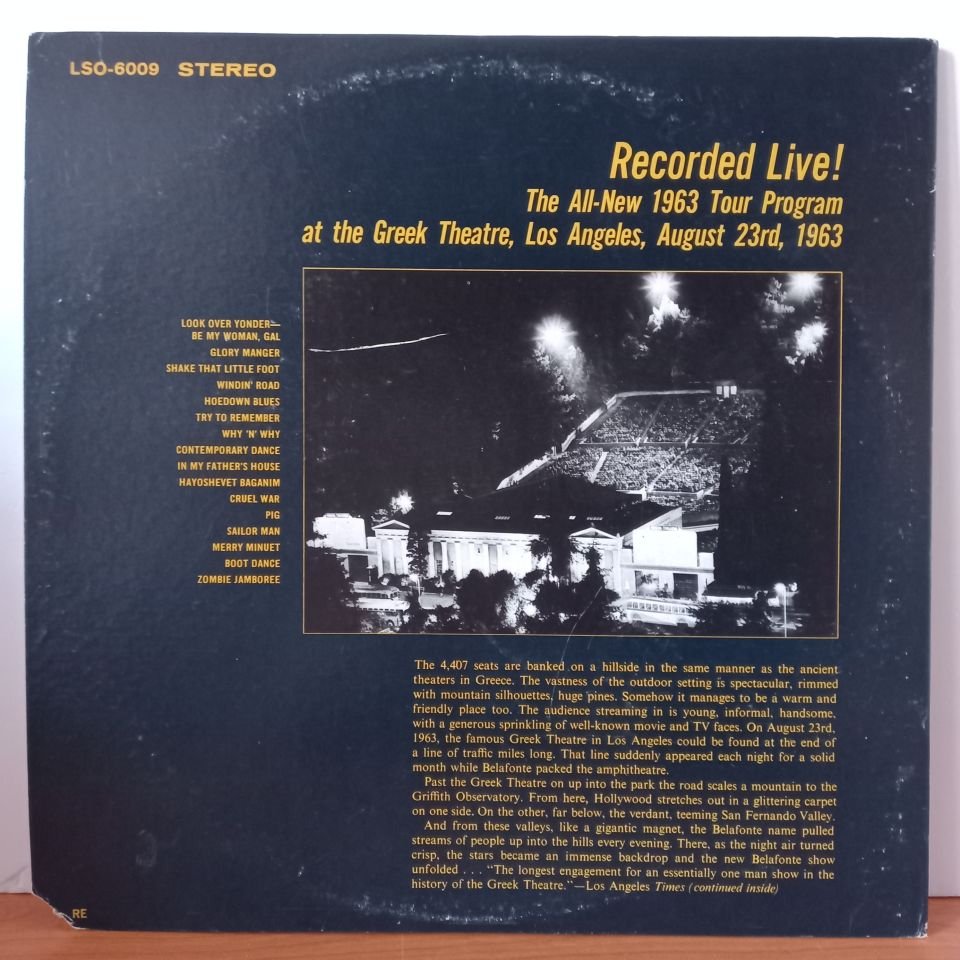 LSO-6009 STEREO
Recorded Live!
The All-New 1963 Tour Program
at the Greek Theatre, Los Angeles, August 23rd, 1963
LOOK OVER YONDER—
BE MY WOMAN, GAL
GLORY MANGER
SHAKE THAT LITTLE FOOT
WINDIN' ROAD
HOEDOWN BLUES
TRY TO REMEMBER
WHY 'N' WHY
CONTEMPORARY DANCE
IN MY FATHER'S HOUSE
HAYOSHEVET BAGANIM
CRUEL WAR
PIG
SAILOR MAN
MERRY MINUET
BOOT DANCE
ZOMBIE JAMBOREE
The 4,407 seats are banked on a hillside in the same manner as the ancient
theaters in Greece. The vastness of the outdoor setting is spectacular, rimmed
with mountain silhouettes, huge pines. Somehow it manages to be a warm and
friendly place too. The audience streaming in is young, informal, handsome,
with a generous sprinkling of well-known movie and TV faces. On August 23rd,
1963, the famous Greek Theatre in Los Angeles could be found at the end of
a line of traffic miles long. That line suddenly appeared each night for a solid
month while Belafonte packed the amphitheatre.
Past the Greek Theatre on up into the park the road scales a mountain to the
Griffith Observatory. From here, Hollywood stretches out in a glittering carpet
on one side. On the other, far below, the verdant, teeming San Fernando Valley.
And from these valleys, like a gigantic magnet, the Belafonte name pulled
streams of people up into the hills every evening. There, as the night air turned
crisp, the stars became an immense backdrop and the new Belafonte show
unfolded . . . "The longest engagement for an essentially one man show in the
history of the Greek Theatre."—Los Angeles Times (continued inside)
RE